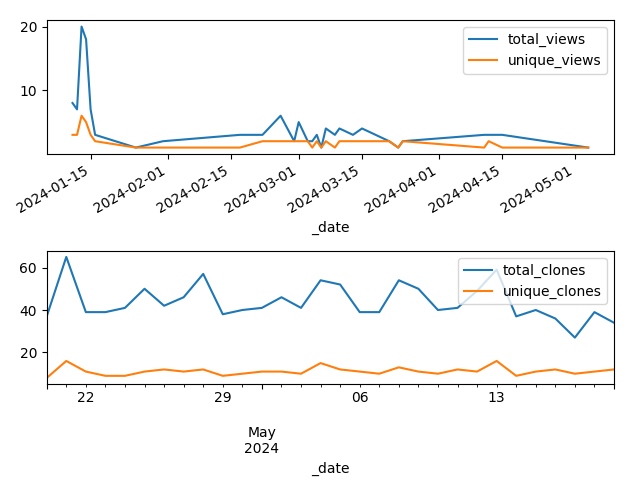 20
10
total_views
unique_views
2024-01-15
2024-02-01
2024-02-15
2024-03-01
2024-03-15
2024-04-01
2024-04-15
2024-05-01
_date
60
40
20
total_clones
unique_clones
22
29
06
13
May
2024
_date